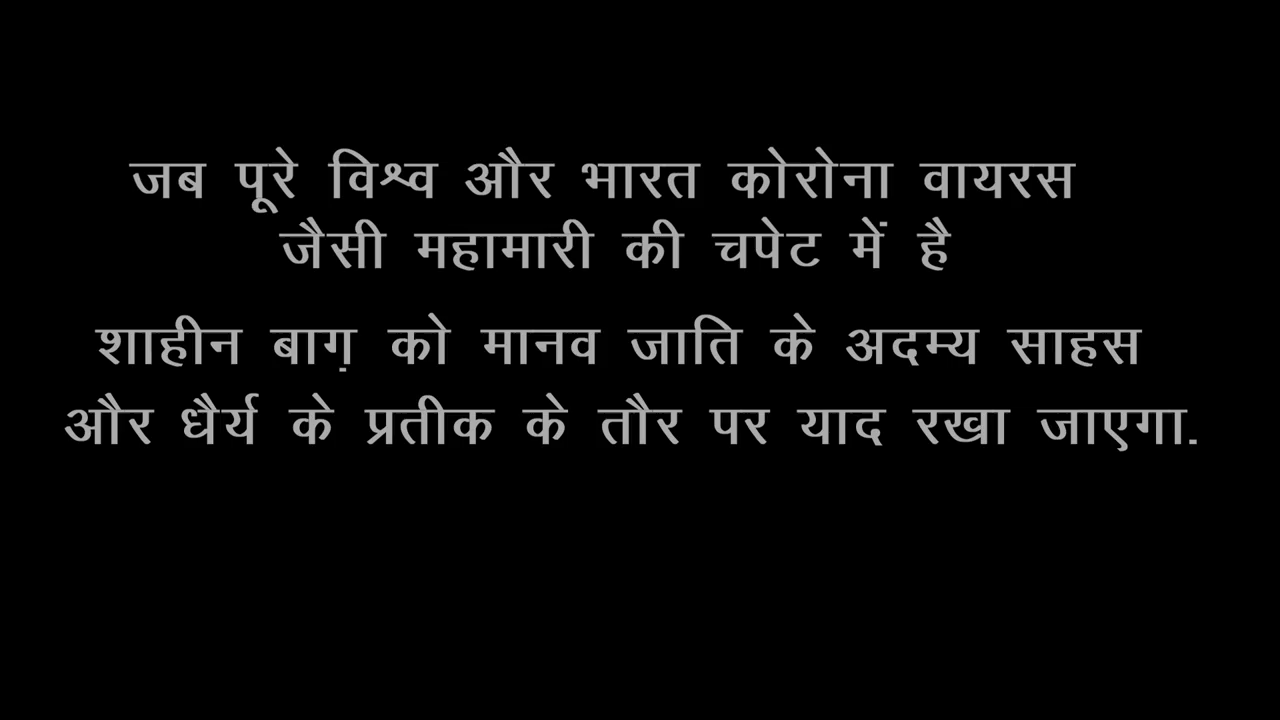 जब पूरे विश्व और भारत कोरोना वायरस
जैसी महामारी की चपेट में है
शाहीन बाग़ को मानव जाति के अदम्य साहस
और धैर्य के प्रतीक के तौर पर याद रखा जाएगा.